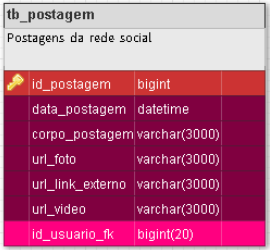 tb_postagem
Postagens da rede social
id_postagem bigint
data_postagem datetime
corpo_postagem varchar(3000)
url_foto varchar(3000)
url_link_externo varchar(3000)
url_video varchar(3000)
id_usuario_fk bigint(20)